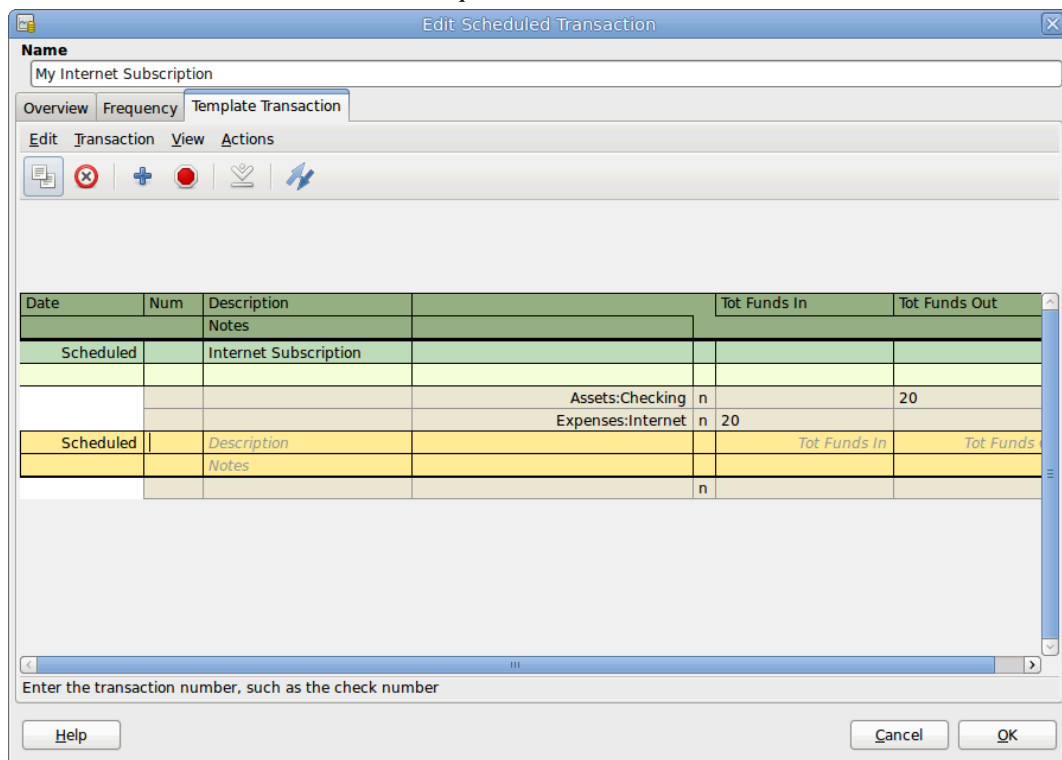 Edit Scheduled Transaction
Name
My Internet Subscription
Overview Frequency Template Transaction
Edit Transaction View Actions
Date Num Description Tot Funds In Tot Funds Out
Notes
Scheduled Internet Subscription
Assets:Checking n 20
Expenses:Internet n 20
Scheduled Description Tot Funds In Tot Funds
Notes
n
Enter the transaction number, such as the check number
Help Cancel OK